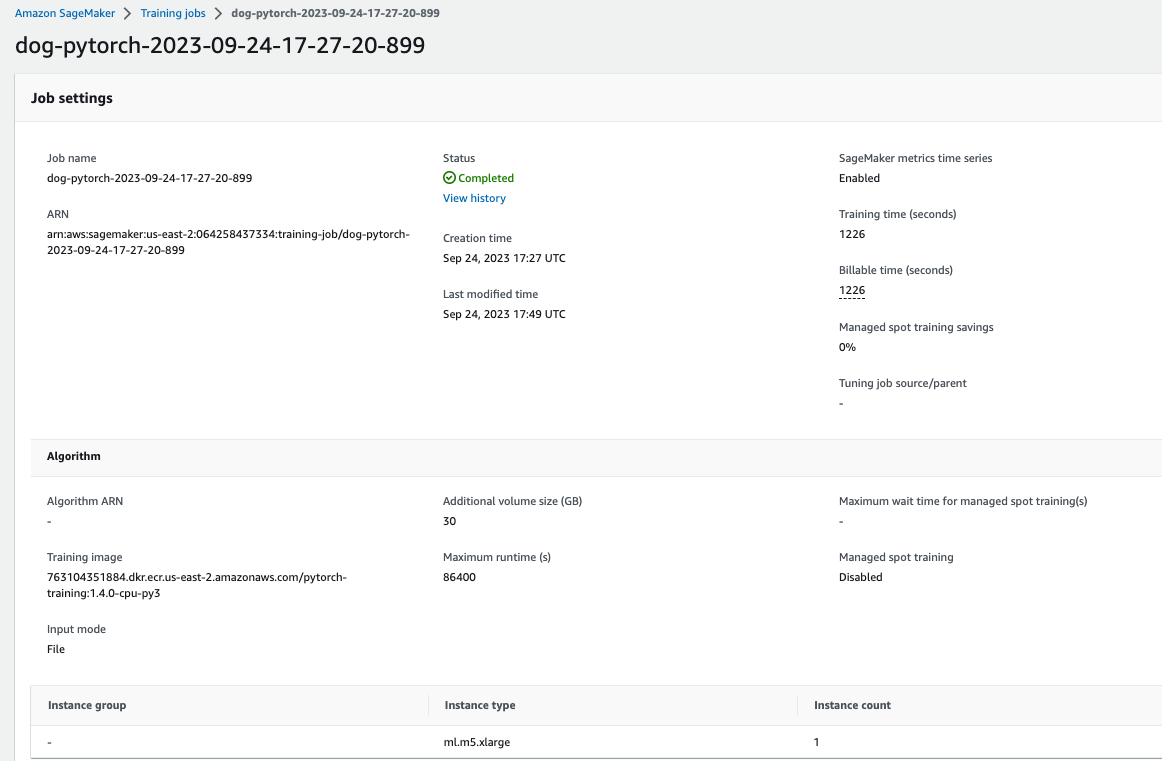 Amazon SageMaker > Training jobs > dog-pytorch-2023-09-24-17-27-20-899
dog-pytorch-2023-09-24-17-27-20-899
Job settings
Job name
dog-pytorch-2023-09-24-17-27-20-899
ARN
arn:aws:sagemaker:us-east-2:064258437334:training-job/dog-pytorch-
2023-09-24-17-27-20-899
Status
Completed
View history
Creation time
Sep 24, 2023 17:27 UTC
Last modified time
Sep 24, 2023 17:49 UTC
SageMaker metrics time series
Enabled
Training time (seconds)
1226
Billable time (seconds)
1226
Managed spot training savings
0%
Tuning job source/parent
-
Algorithm
Algorithm ARN
-
Training image
763104351884.dkr.ecr.us-east-2.amazonaws.com/pytorch-
training:1.4.0-cpu-py3
Input mode
File
Additional volume size (GB)
30
Maximum runtime (s)
86400
Maximum wait time for managed spot training(s)
-
Managed spot training
Disabled
Instance group Instance type Instance count
- ml.m5.xlarge 1